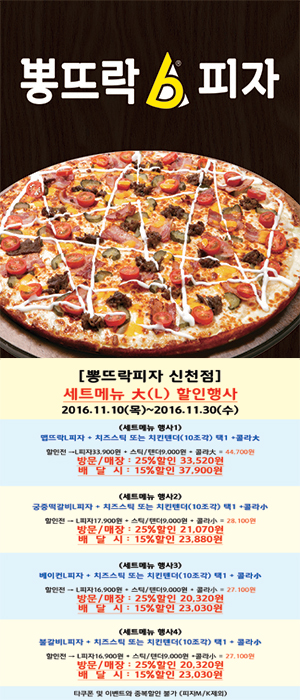 뽕뜨락 b® 피자
[뽕뜨락피자 신천점]
세트메뉴 大(L) 할인행사
2016.11.10(목)~2016.11.30(수)
(세트메뉴 행사1)
맵뜨락L피자 + 치즈스틱 또는 치킨텐더(10조각) 택1 +콜라大
할인전 → L피자33,900원 + 스틱/텐더9,000원 + 콜라大 = 44,700원
방문/매장 : 25%할인 33,520원
배 달 시 : 15%할인 37,900원
(세트메뉴 행사2)
궁중떡갈비L피자 + 치즈스틱 또는 치킨텐더(10조각) 택1 +콜라小
할인전 →L피자17,900원 + 스틱/텐더9,000원 + 콜라小 = 28,100원
방문/매장 : 25%할인 21,070원
배 달 시 : 15%할인 23,880원
(세트메뉴 행사3)
베이컨L피자 + 치즈스틱 또는 치킨텐더(10조각) 택1 + 콜라小
할인전 →L피자16,900원 + 스틱/텐더9,000원 + 콜라小 = 27,100원
방문/매장 : 25%할인 20,320원
배 달 시 : 15%할인 23,030원
(세트메뉴 행사4)
불갈비L피자 + 치즈스틱 또는 치킨텐더(10조각) 택1 + 콜라小
할인전 →L피자16,900원 + 스틱/텐더9,000원 + 콜라小 = 27,100원
방문/매장 : 25%할인 20,320원
배 달 시 : 15%할인 23,030원
타쿠폰 및 이벤트와 중복할인 불가 (피자M/K제외)